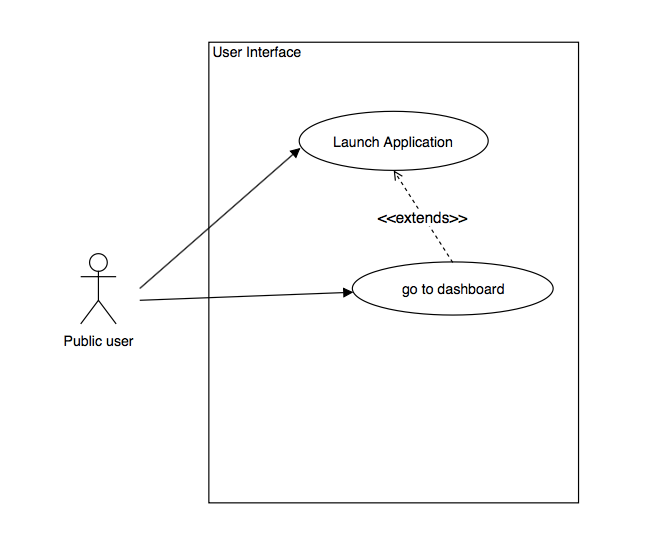 User Interface
Launch Application
<<extends>>
go to dashboard
Public user